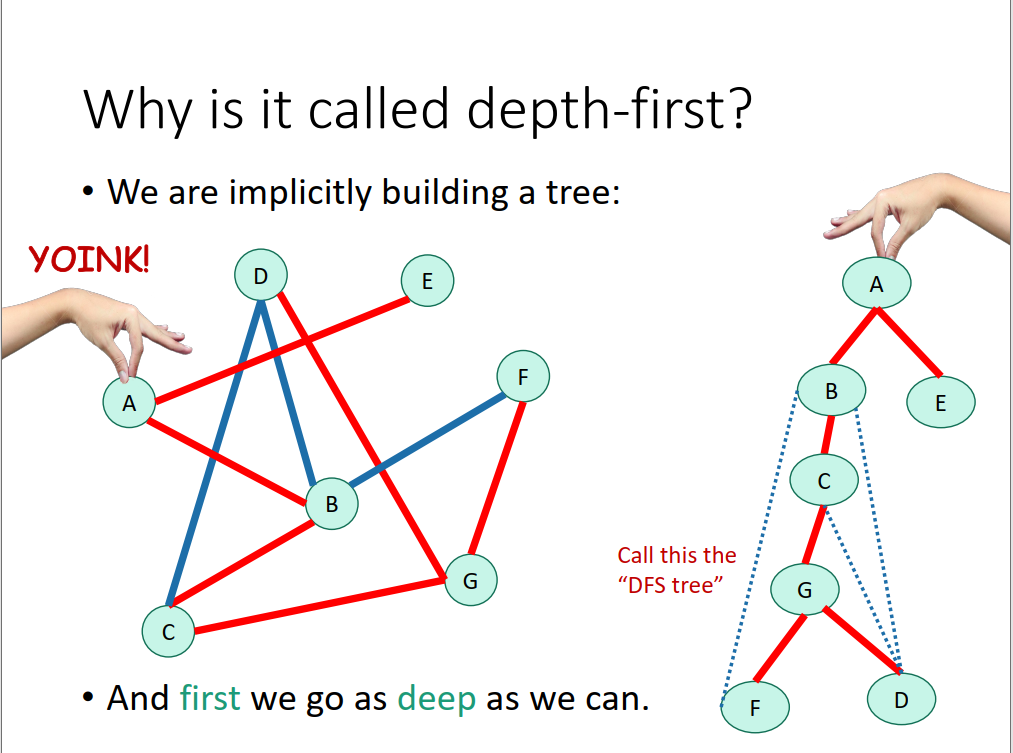 Why is it called depth-first?
• We are implicitly building a tree:
YOINK!
D
E
A
F
B
G
C
A
B
E
C
Call this the
“DFS tree”
G
F
D
• And first we go as deep as we can.